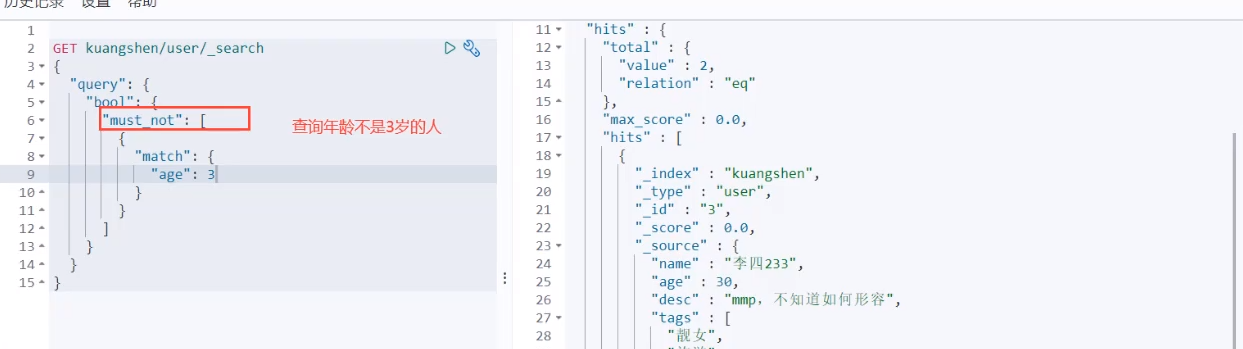 历史记录 设置 帮助
1
2 GET kuangshen/user/_search
3 {
4 "query": {
5 "bool": {
6 "must_not": [
7 {
查询年龄不是3岁的人
8 "match": {
9 "age": 3
10 }
11 }
12 ]
13 }
14 }
15 }
11 "hits" : {
12 "total" : {
13 "value" : 2,
14 "relation" : "eq"
15 },
16 "max_score" : 0.0,
17 "hits" : [
18 {
19 "_index" : "kuangshen",
20 "_type" : "user",
21 "_id" : "3",
22 "_score" : 0.0,
23 "_source" : {
24 "name" : "李四233",
25 "age" : 30,
26 "desc" : "mmp，不知道如何形容",
27 "tags" : [
28 "靓女",